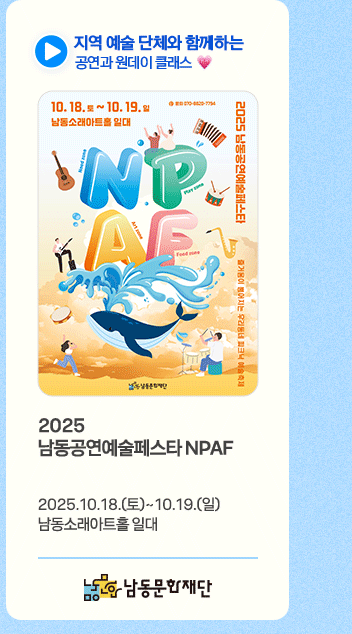 지역 예술 단체와 함께하는
공연과 원데이 클래스
10. 18. 토 ~ 10. 19. 일
남동소래아트홀 일대
2025 남동공연예술페스타
Play zone
Art zone
Food zone
NPAF
남동문화재단
2025
남동공연예술페스타 NPAF
2025.10.18.(토)~10.19.(일)
남동소래아트홀 일대
남동문화재단